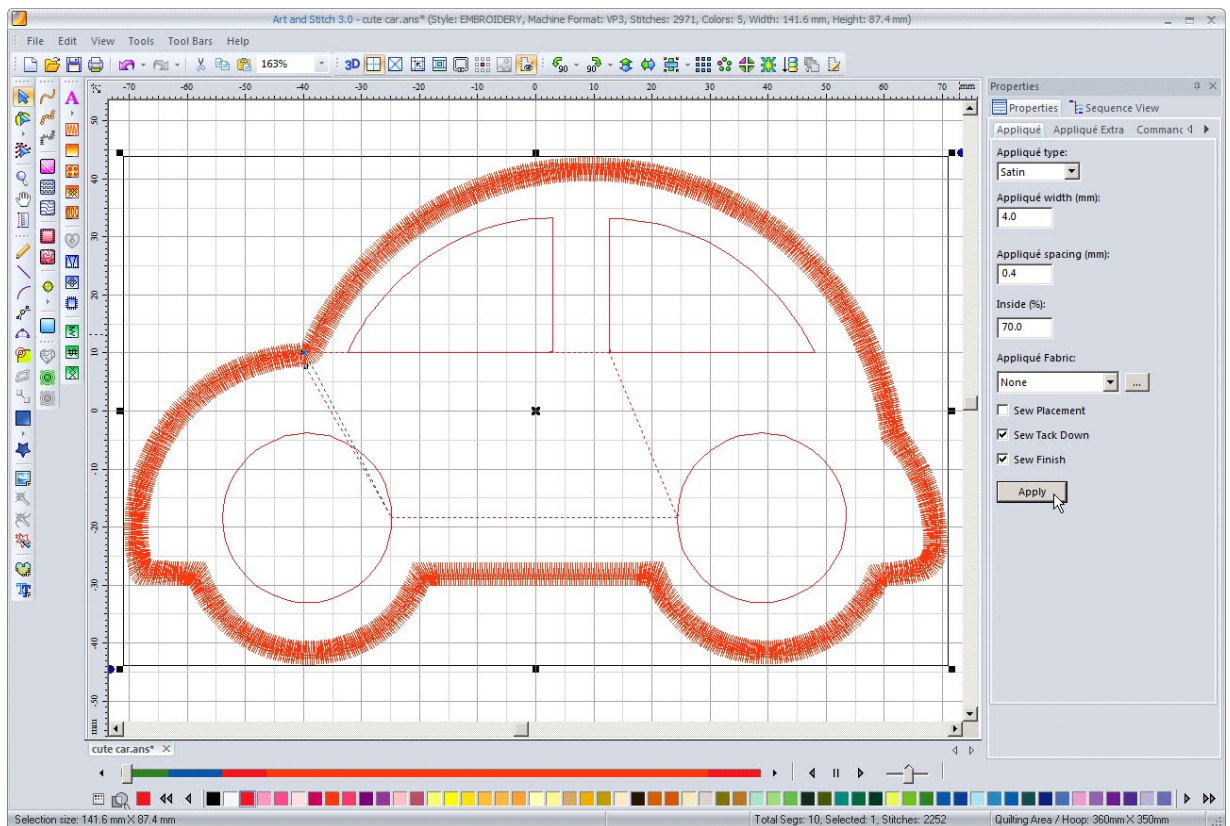 Art and Stitch 3.0 - cute car.ans* (Style: EMBROIDERY, Machine Format: VP3, Stitches: 2971, Colors: 5, Width: 141.6 mm, Height: 87.4 mm)
File Edit View Tools Tool Bars Help
163% 3D 90 90
-70 -60 -50 -40 -30 -20 -10 0 10 20 30 40 50 60 70 mm
50
40
30
20
10
0
-10
-20
-30
-40
-50
mm
A
Properties
Properties Sequence View
Appliqué Appliqué Extra Commanc
Appliqué type:
Satin
Appliqué width (mm):
4.0
Appliqué spacing (mm):
0.4
Inside (%):
70.0
Appliqué Fabric:
None ...
Sew Placement
Sew Tack Down
Sew Finish
Apply
cute car.ans*
Selection size: 141.6 mm X 87.4 mm Total Segs: 10, Selected: 1, Stitches: 2252 Quilting Area / Hoop: 360mm X 350mm